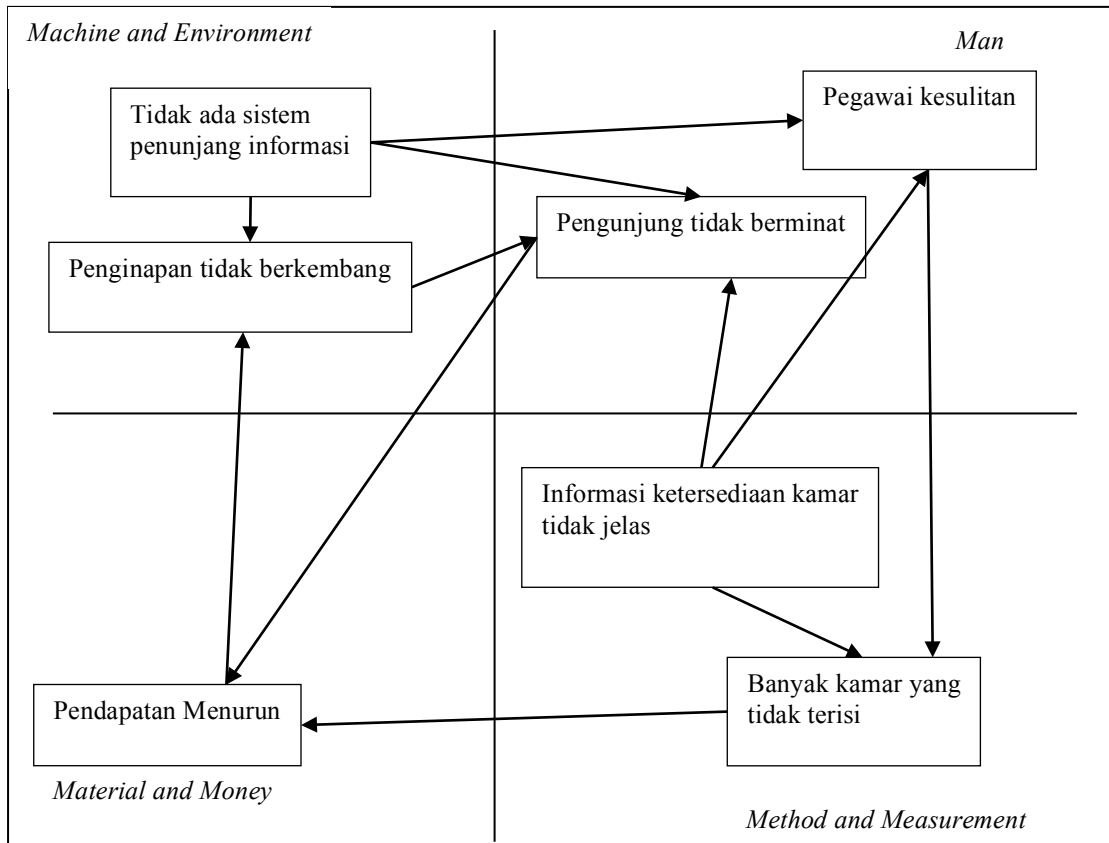 Machine and Environment
Man
Tidak ada sistem
penunjang informasi
Pegawai kesulitan
Pengunjung tidak berminat
Penginapan tidak berkembang
Informasi ketersediaan kamar
tidak jelas
Banyak kamar yang
tidak terisi
Pendapatan Menurun
Material and Money
Method and Measurement